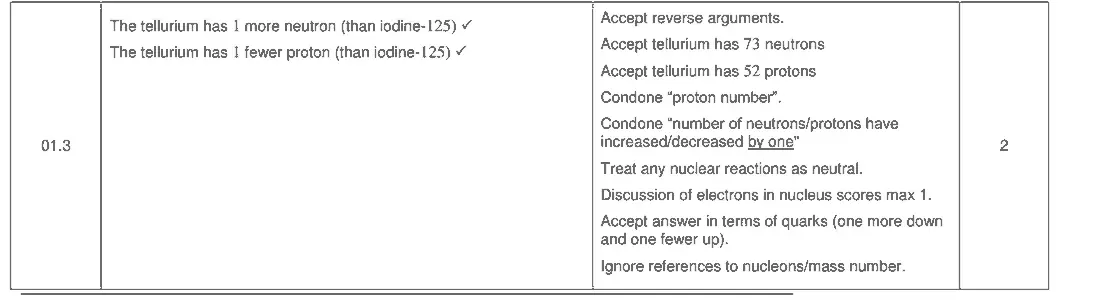 The tellurium has 1 more neutron (than iodine-125) ✓
The tellurium has 1 fewer proton (than iodine-125) ✓
Accept reverse arguments.
Accept tellurium has 73 neutrons
Accept tellurium has 52 protons
Condone “proton number”.
Condone “number of neutrons/protons have
increased/decreased by one”
01.3
2
Treat any nuclear reactions as neutral.
Discussion of electrons in nucleus scores max 1.
Accept answer in terms of quarks (one more down
and one fewer up).
Ignore references to nucleons/mass number.